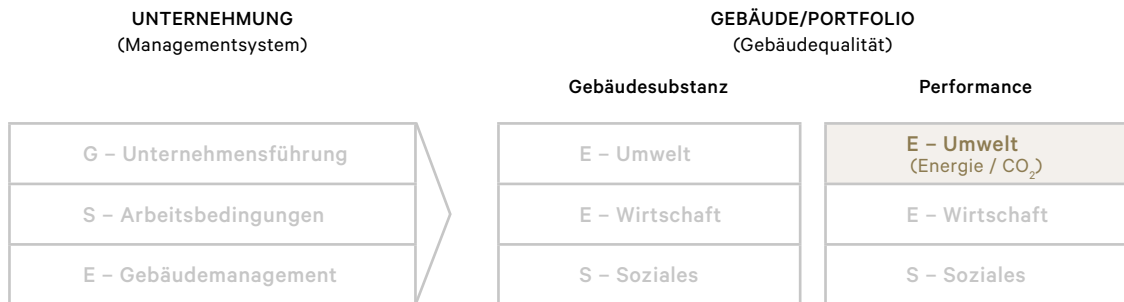 UNTERNEHMUNG
(Managementsystem)
GEBÄUDE/PORTFOLIO
(Gebäudequalität)
Gebäudesubstanz
Performance
G – Unternehmensführung
S – Arbeitsbedingungen
E – Gebäudemanagement
E – Umwelt
E – Wirtschaft
S – Soziales
E – Umwelt
(Energie / CO₂)
E – Wirtschaft
S – Soziales